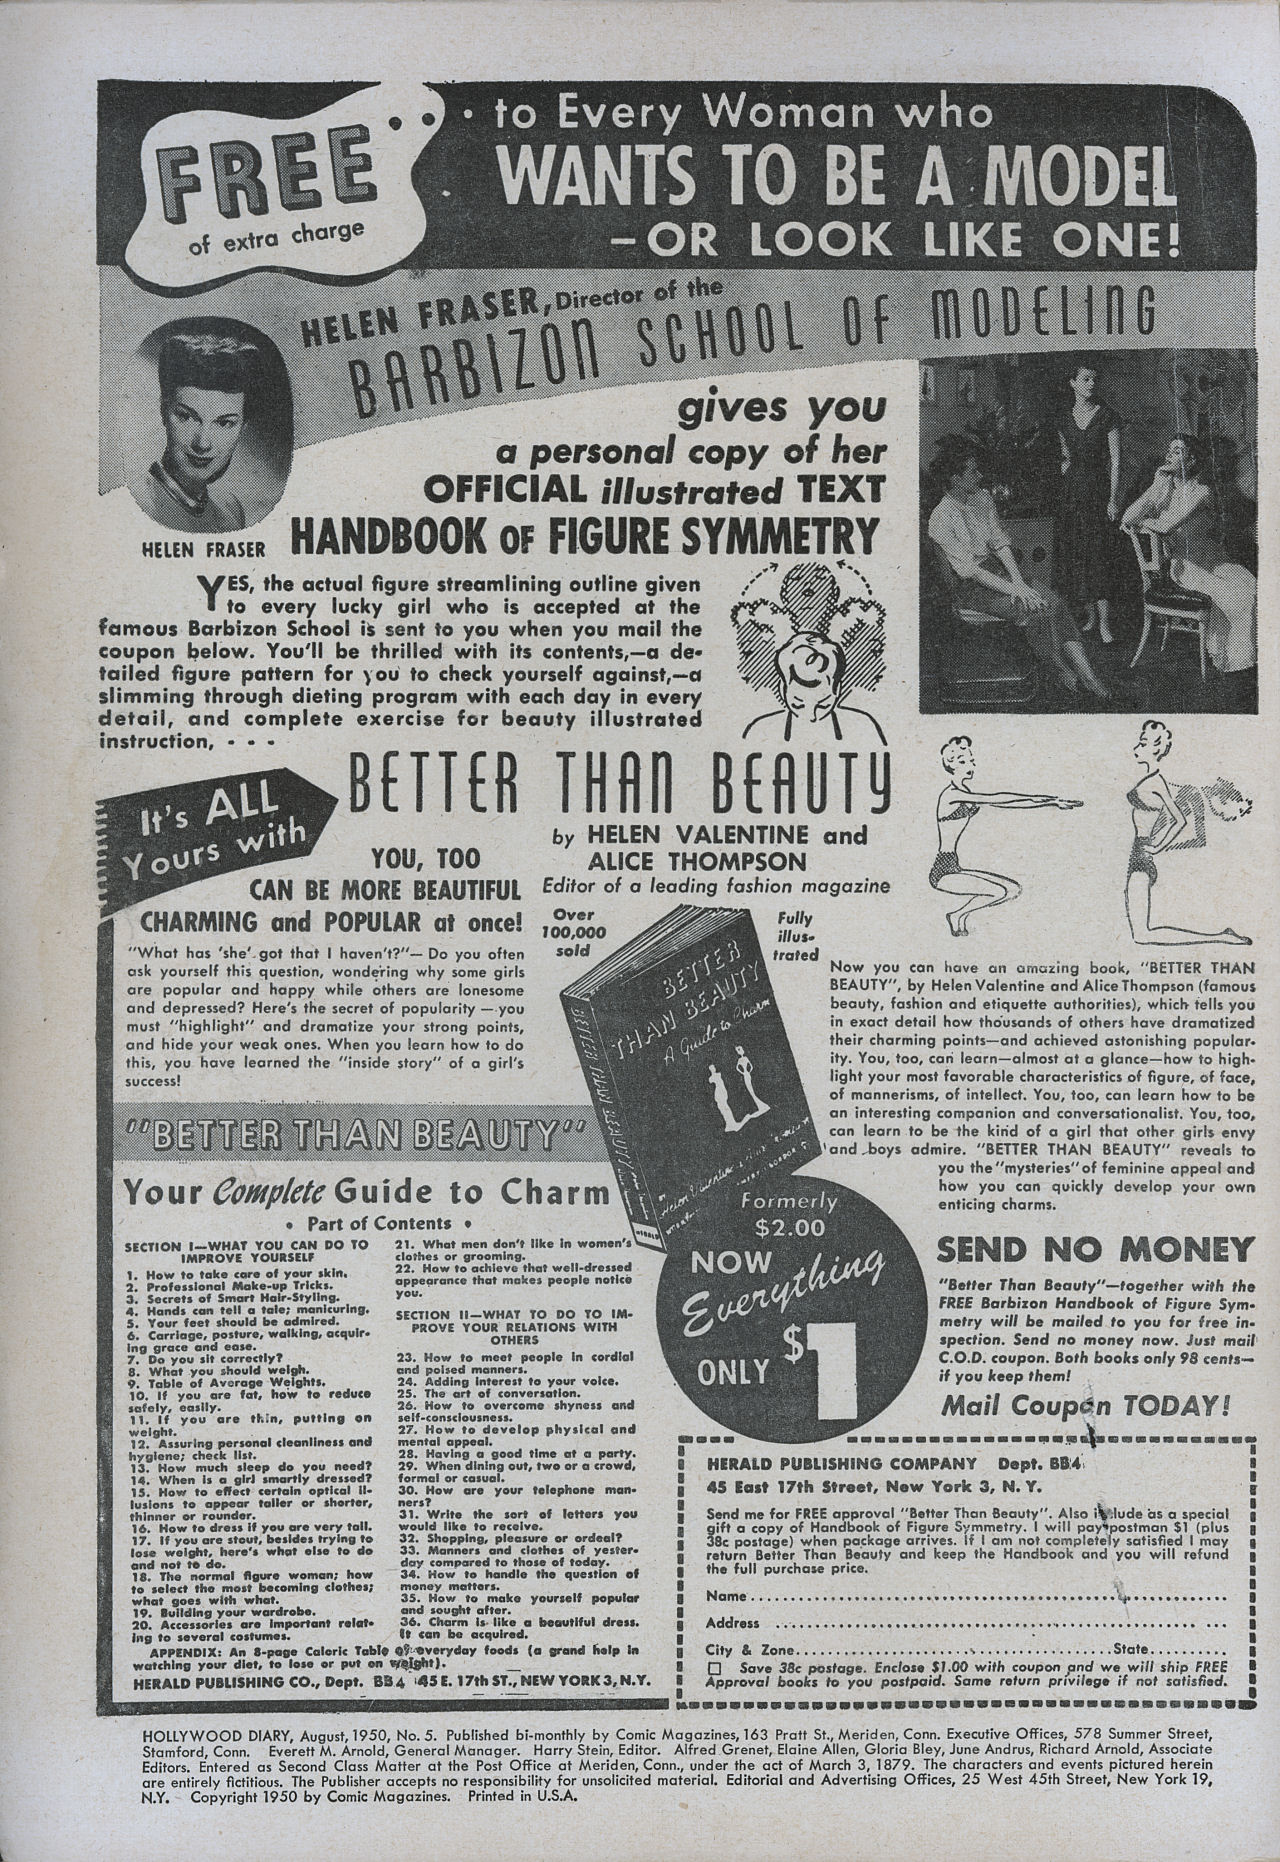 FREE
of extra charge
... to Every Woman who
WANTS TO BE A MODEL
– OR LOOK LIKE ONE!
HELEN FRASER, Director of the
BARBIZON SCHOOL OF MODELING
HELEN FRASER
gives you
a personal copy of her
OFFICIAL illustrated TEXT
HANDBOOK OF FIGURE SYMMETRY
YES, the actual figure streamlining outline given
to every lucky girl who is accepted at the
famous Barbizon School is sent to you when you mail the
coupon below. You'll be thrilled with its contents,—a de-
tailed figure pattern for you to check yourself against,—a
slimming through dieting program with each day in every
detail, and complete exercise for beauty illustrated
instruction, - - -
It's ALL
Yours with
BETTER THAN BEAUTY
by HELEN VALENTINE and
ALICE THOMPSON
Editor of a leading fashion magazine
YOU, TOO
CAN BE MORE BEAUTIFUL
CHARMING and POPULAR at once!
"What has 'she' got that I haven't?"— Do you often
ask yourself this question, wondering why some girls
are popular and happy while others are lonesome
and depressed? Here's the secret of popularity — you
must "highlight" and dramatize your strong points,
and hide your weak ones. When you learn how to do
this, you have learned the "inside story" of a girl's
success!
Over
100,000
sold
Fully
illus-
trated
BETTER
THAN BEAUTY
A Guide to Charm
BETTER THAN BEAUTY
HERALD
Now you can have an amazing book, "BETTER THAN
BEAUTY", by Helen Valentine and Alice Thompson (famous
beauty, fashion and etiquette authorities), which tells you
in exact detail how thousands of others have dramatized
their charming points—and achieved astonishing popular-
ity. You, too, can learn—almost at a glance—how to high-
light your most favorable characteristics of figure, of face,
of mannerisms, of intellect. You, too, can learn how to be
an interesting companion and conversationalist. You, too,
can learn to be the kind of a girl that other girls envy
and boys admire. "BETTER THAN BEAUTY" reveals to
you the "mysteries" of feminine appeal and
how you can quickly develop your own
enticing charms.
"BETTER THAN BEAUTY"
Your Complete Guide to Charm
• Part of Contents •
SECTION I—WHAT YOU CAN DO TO
IMPROVE YOURSELF
1. How to take care of your skin.
2. Professional Make-up Tricks.
3. Secrets of Smart Hair-Styling.
4. Hands can tell a tale; manicuring.
5. Your feet should be admired.
6. Carriage, posture, walking, acquir-
ing grace and ease.
7. Do you sit correctly?
8. What you should weigh.
9. Table of Average Weights.
10. If you are fat, how to reduce
safely, easily.
11. If you are thin, putting on
weight.
12. Assuring personal cleanliness and
hygiene; check list.
13. How much sleep do you need?
14. When is a girl smartly dressed?
15. How to effect certain optical il-
lusions to appear taller or shorter,
thinner or rounder.
16. How to dress if you are very tall.
17. If you are stout, besides trying to
lose weight, here's what else to do
and not to do.
18. The normal figure woman; how
to select the most becoming clothes;
what goes with what.
19. Building your wardrobe.
20. Accessories are important relat-
ing to several costumes.
21. What men don't like in women's
clothes or grooming.
22. How to achieve that well-dressed
appearance that makes people notice
you.
SECTION II—WHAT TO DO TO IM-
PROVE YOUR RELATIONS WITH
OTHERS
23. How to meet people in cordial
and poised manners.
24. Adding interest to your voice.
25. The art of conversation.
26. How to overcome shyness and
self-consciousness.
27. How to develop physical and
mental appeal.
28. Having a good time at a party.
29. When dining out, two or a crowd,
formal or casual.
30. How are your telephone man-
ners?
31. Write the sort of letters you
would like to receive.
32. Shopping, pleasure or ordeal?
33. Manners and clothes of yester-
day compared to those of today.
34. How to handle the question of
money matters.
35. How to make yourself popular
and sought after.
36. Charm is like a beautiful dress.
It can be acquired.
APPENDIX: An 8-page Caloric Table of everyday foods (a grand help in
watching your diet, to lose or put on weight).
HERALD PUBLISHING CO., Dept. BB4 45 E. 17th ST., NEW YORK 3, N.Y.
Formerly
$2.00
NOW
Everything
ONLY $1
SEND NO MONEY
"Better Than Beauty"—together with the
FREE Barbizon Handbook of Figure Sym-
metry will be mailed to you for free in-
spection. Send no money now. Just mail
C.O.D. coupon. Both books only 98 cents—
if you keep them!
Mail Coupon TODAY!
HERALD PUBLISHING COMPANY Dept. BB4
45 East 17th Street, New York 3, N. Y.
Send me for FREE approval "Better Than Beauty". Also include as a special
gift a copy of Handbook of Figure Symmetry. I will pay postman $1 (plus
38c postage) when package arrives. If I am not completely satisfied I may
return Better Than Beauty and keep the Handbook and you will refund
the full purchase price.
Name
Address
City & Zone State
Save 38c postage. Enclose $1.00 with coupon and we will ship FREE
Approval books to you postpaid. Same return privilege if not satisfied.
HOLLYWOOD DIARY, August, 1950, No. 5. Published bi-monthly by Comic Magazines, 163 Pratt St., Meriden, Conn. Executive Offices, 578 Summer Street,
Stamford, Conn. Everett M. Arnold, General Manager. Harry Stein, Editor. Alfred Grenet, Elaine Allen, Gloria Bley, June Andrus, Richard Arnold, Associate
Editors. Entered as Second Class Matter at the Post Office at Meriden, Conn., under the act of March 3, 1879. The characters and events pictured herein
are entirely fictitious. The Publisher accepts no responsibility for unsolicited material. Editorial and Advertising Offices, 25 West 45th Street, New York 19,
N.Y. Copyright 1950 by Comic Magazines. Printed in U.S.A.